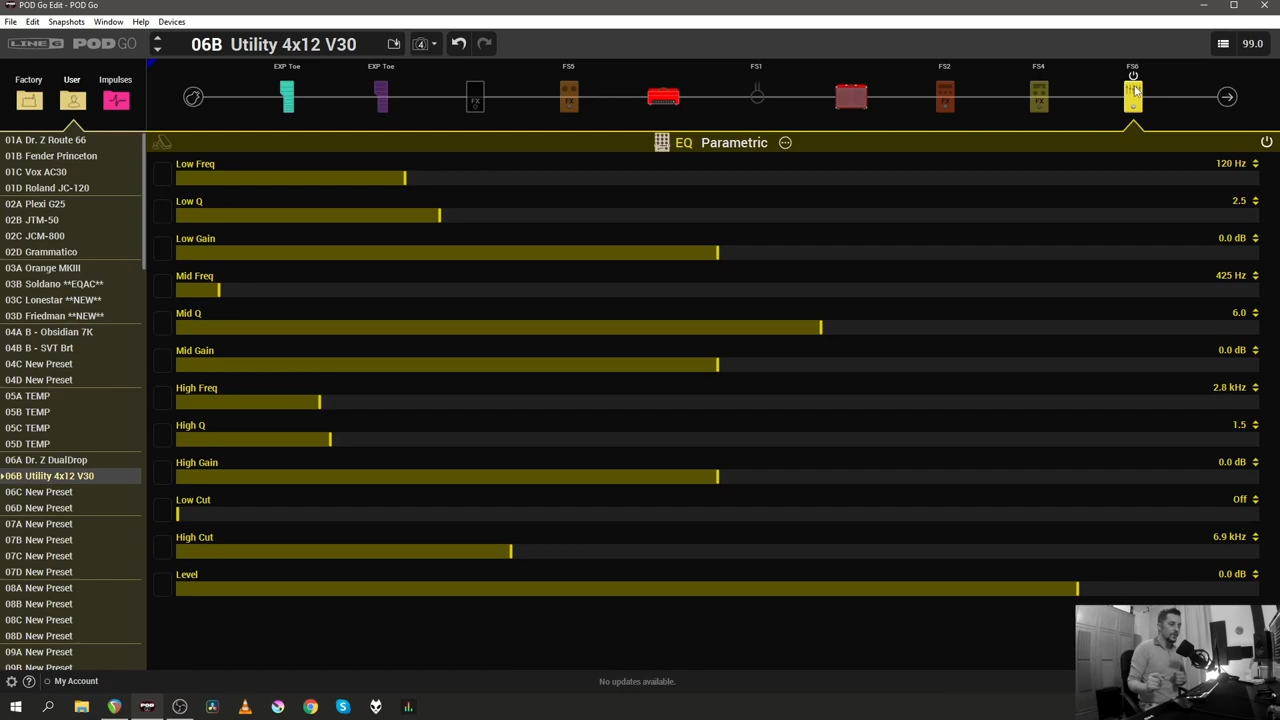 POD Go Edit - POD Go
File Edit Snapshots Window Help Devices
LINE 6 POD GO
06B Utility 4x12 V30
4
99.0
Factory User Impulses
EXP Toe EXP Toe FS5 FS1 FS2 FS4 FS6
FX FX FX FX
EQ Parametric
01A Dr. Z Route 66
01B Fender Princeton
01C Vox AC30
01D Roland JC-120
02A Plexi G25
02B JTM-50
02C JCM-800
02D Grammatico
03A Orange MKIII
03B Soldano **EQAC**
03C Lonestar **NEW**
03D Friedman **NEW**
04A B - Obsidian 7K
04B B - SVT Brt
04C New Preset
04D New Preset
05A TEMP
05B TEMP
05C TEMP
05D TEMP
06A Dr. Z DualDrop
06B Utility 4x12 V30
06C New Preset
06D New Preset
07A New Preset
07B New Preset
07C New Preset
07D New Preset
08A New Preset
08B New Preset
08C New Preset
08D New Preset
09A New Preset
09B New Preset
Low Freq 120 Hz
Low Q 2.5
Low Gain 0.0 dB
Mid Freq 425 Hz
Mid Q 6.0
Mid Gain 0.0 dB
High Freq 2.8 kHz
High Q 1.5
High Gain 0.0 dB
Low Cut Off
High Cut 6.9 kHz
Level 0.0 dB
My Account
No updates available.